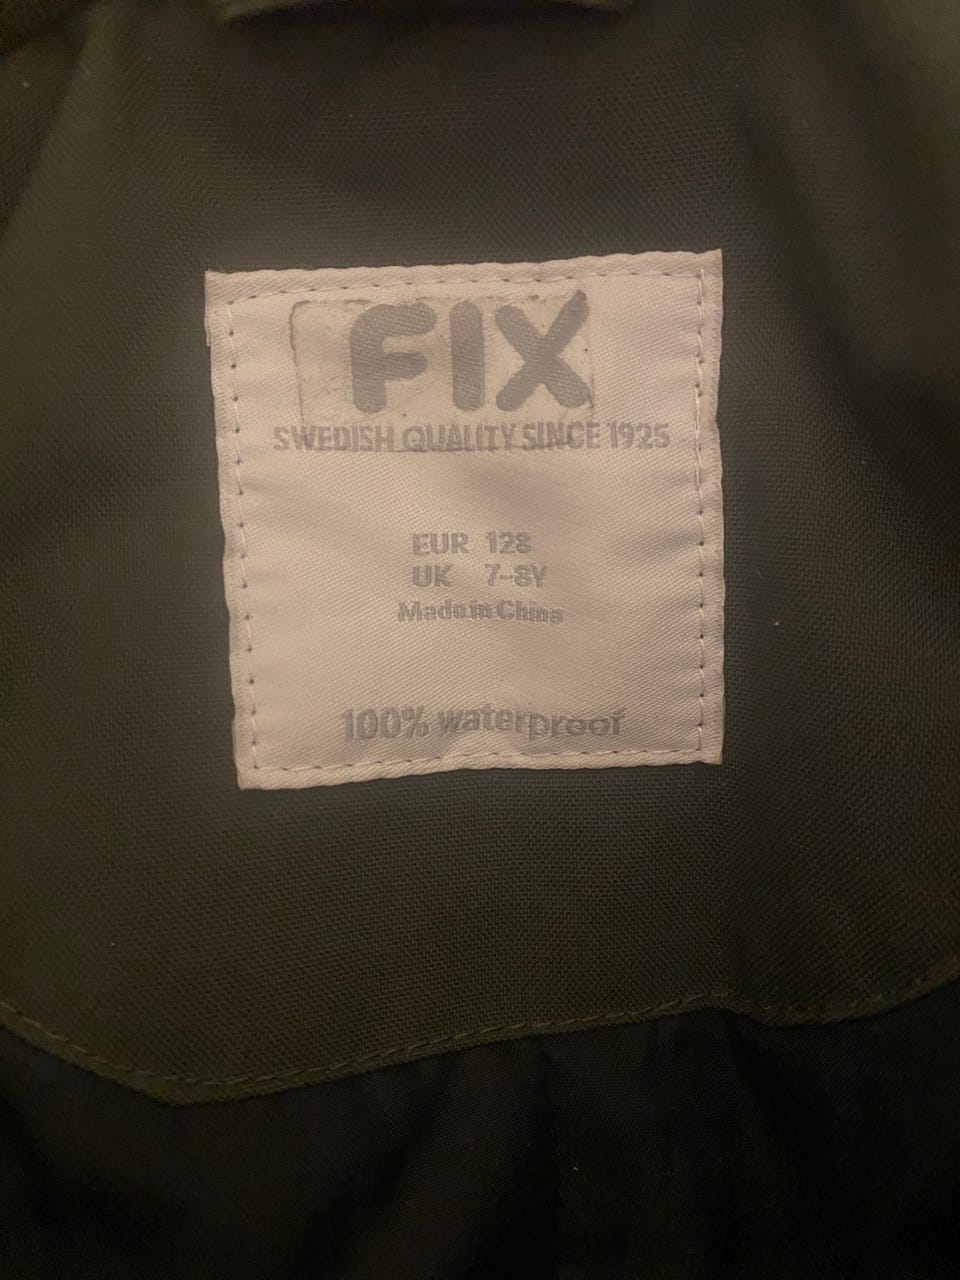 FIX
SWEDISH QUALITY SINCE 1925
EUR 128
UK 7-8Y
Made in China
100% waterproof